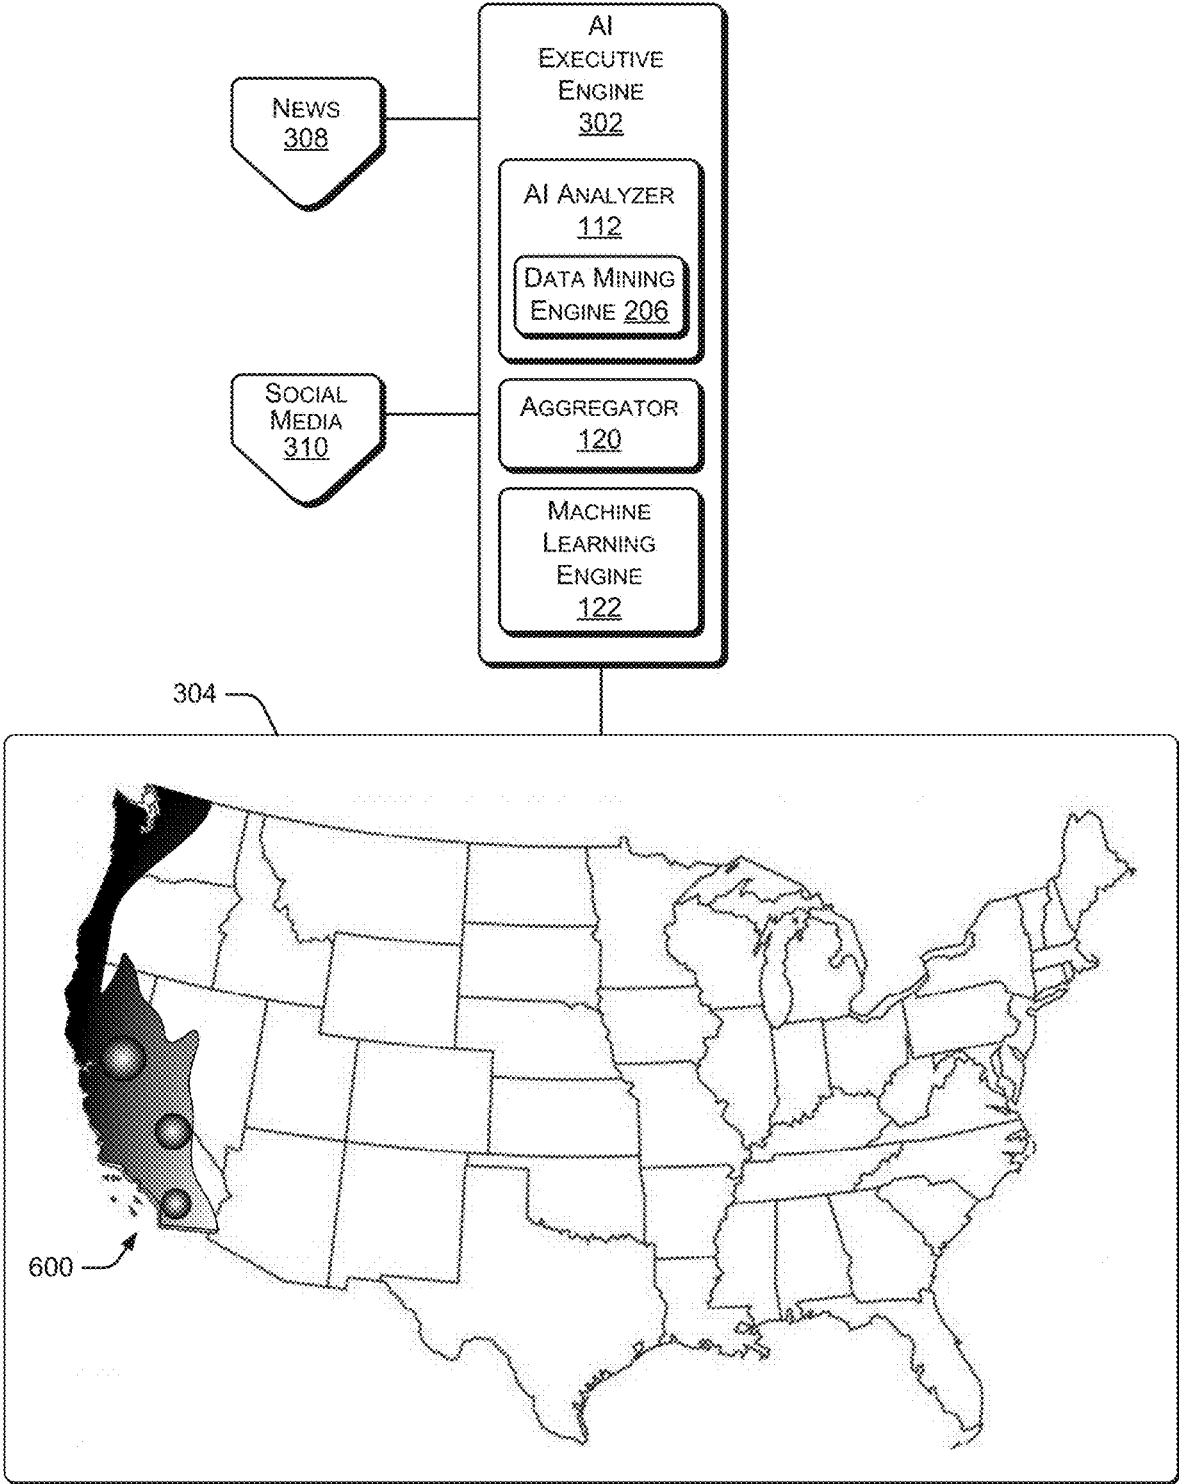 AI
EXECUTIVE
ENGINE
302
NEWS
308
AI ANALYZER
112
DATA MINING
ENGINE 206
SOCIAL
MEDIA
310
AGGREGATOR
120
MACHINE
LEARNING
ENGINE
122
304
600